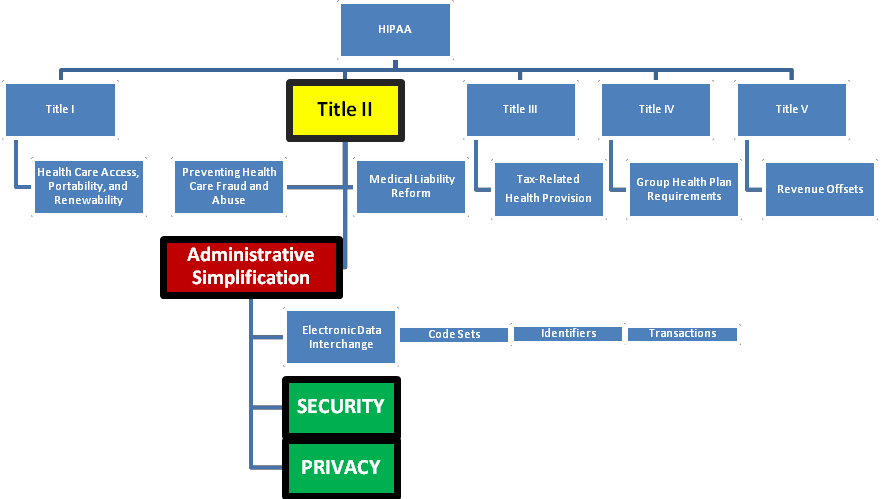 HIPAA
Title I
Title II
Title III
Title IV
Title V
Health Care Access,
Portability, and
Renewability
Preventing Health
Care Fraud and
Abuse
Medical Liability
Reform
Tax-Related
Health Provision
Group Health Plan
Requirements
Revenue Offsets
Administrative
Simplification
Electronic Data
Interchange
Code Sets
Identifiers
Transactions
SECURITY
PRIVACY